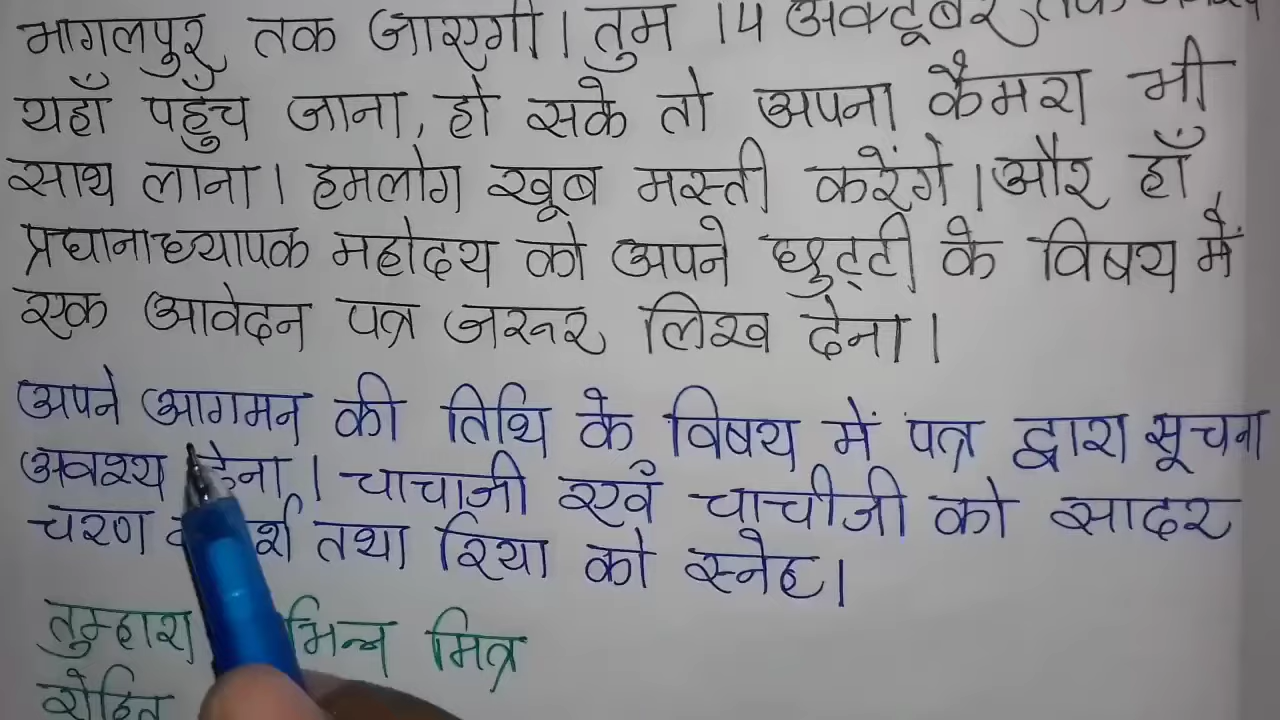 भागलपुर तक जाएगी। तुम 14 अक्टूबर तक
यहाँ पहुँच जाना, हो सके तो अपना कैमरा भी
साथ लाना। हमलोग खूब मस्ती करेंगे। और हाँ,
प्रधानाध्यापक महोदय को अपने छुट्टी के विषय में
एक आवेदन पत्र जरुर लिख देना।
अपने आगमन की तिथि के विषय में पत्र द्वारा सूचना
अवश्य देना। चाचाजी एवँ चाचीजी को सादर
चरण तथा रिया को स्नेह।
तुम्हारा मित्र
रोहित